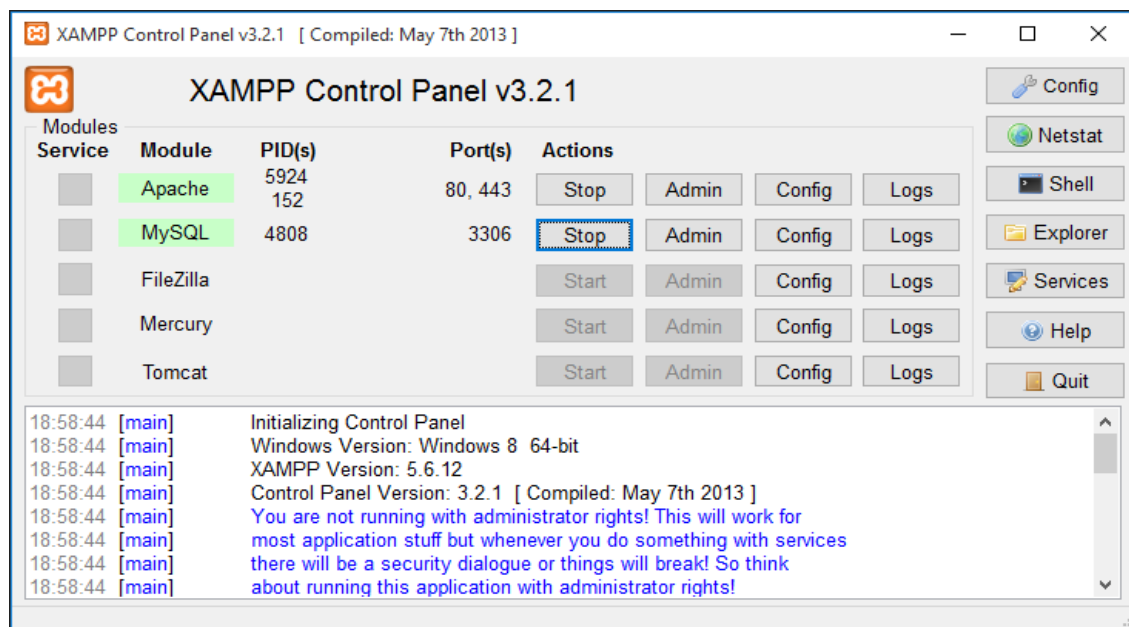 XAMPP Control Panel v3.2.1 [ Compiled: May 7th 2013 ]
XAMPP Control Panel v3.2.1
Config
Netstat
Shell
Explorer
Services
Help
Quit
Modules
Service Module PID(s) Port(s) Actions
Apache 5924 152 80, 443 Stop Admin Config Logs
MySQL 4808 3306 Stop Admin Config Logs
FileZilla Start Admin Config Logs
Mercury Start Admin Config Logs
Tomcat Start Admin Config Logs
18:58:44 [main] Initializing Control Panel
18:58:44 [main] Windows Version: Windows 8 64-bit
18:58:44 [main] XAMPP Version: 5.6.12
18:58:44 [main] Control Panel Version: 3.2.1 [ Compiled: May 7th 2013 ]
18:58:44 [main] You are not running with administrator rights! This will work for
18:58:44 [main] most application stuff but whenever you do something with services
18:58:44 [main] there will be a security dialogue or things will break! So think
18:58:44 [main] about running this application with administrator rights!